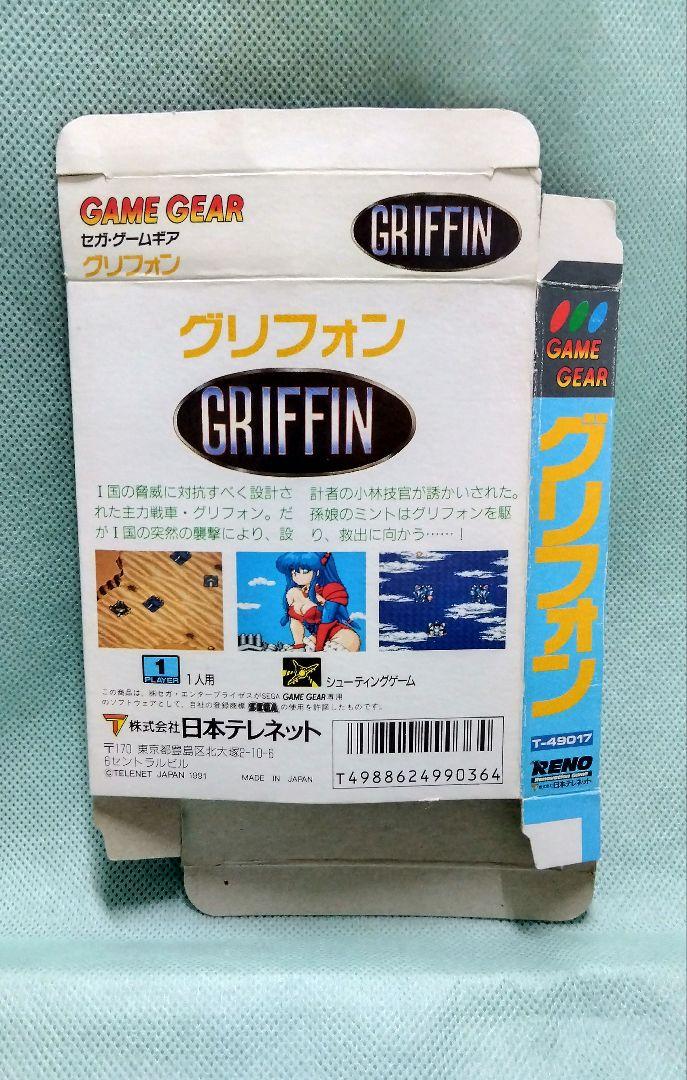 GAME GEAR
セガ・ゲームギア
グリフォン
GRIFFIN
グリフォン
GRIFFIN
I国の脅威に対抗すべく設計さ
れた主力戦車・グリフォン。だ
がI国の突然の襲撃により、設
計者の小林技官が誘かいされた。
孫娘のミントはグリフォンを駆
り、救出に向かう……！
1
PLAYER
1人用
シューティングゲーム
この商品は、㈱セガ・エンタープライゼスがSEGA GAME GEAR専用
のソフトウェアとして、自社の登録商標 SEGA の使用を許諾したものです。
株式会社 日本テレネット
〒170 東京都豊島区北大塚2-10-6
6セントラルビル
©TELENET JAPAN 1991 MADE IN JAPAN
T4988624990364
GAME
GEAR
グリフォン
T-49017
RENO
Renovation Game
株式会社日本テレネット